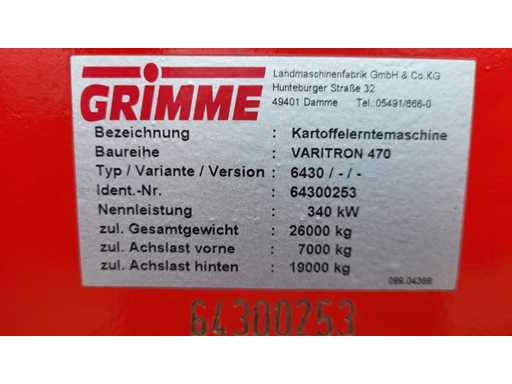 GRIMME
Landmaschinenfabrik GmbH & Co.KG
Hunteburger Straße 32
49401 Damme Tel.:05491/666-0
Bezeichnung : Kartoffelerntemaschine
Baureihe : VARITRON 470
Typ / Variante / Version : 6430 / - / -
Ident.-Nr. : 64300253
Nennleistung : 340 kW
zul. Gesamtgewicht : 26000 kg
zul. Achslast vorne : 7000 kg
zul. Achslast hinten : 19000 kg
64300253